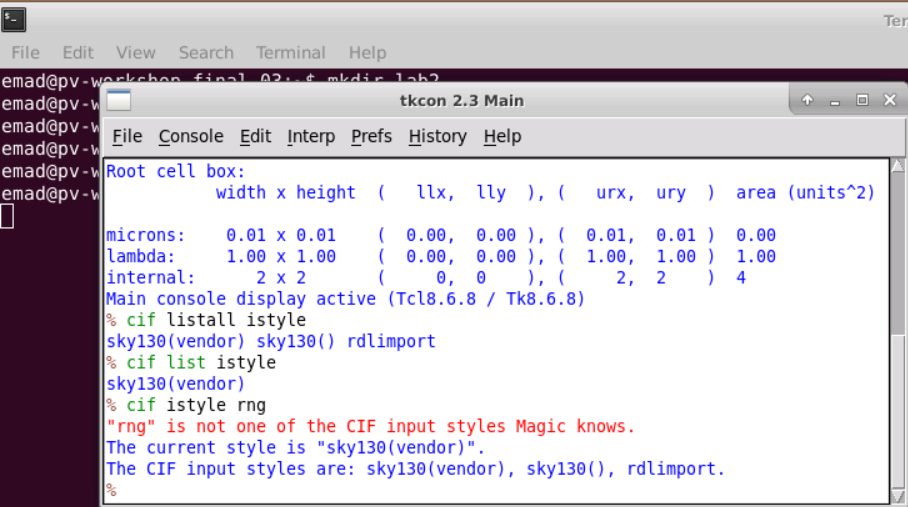 Ter
File Edit View Search Terminal Help
emad@pv-workshop-final-03:~$ mkdir lab2
emad@pv-w
emad@pv-w
emad@pv-w
emad@pv-w
emad@pv-w
tkcon 2.3 Main
File Console Edit Interp Prefs History Help
Root cell box:
width x height ( llx, lly ), ( urx, ury ) area (units^2)
microns: 0.01 x 0.01 ( 0.00, 0.00 ), ( 0.01, 0.01 ) 0.00
lambda: 1.00 x 1.00 ( 0.00, 0.00 ), ( 1.00, 1.00 ) 1.00
internal: 2 x 2 ( 0, 0 ), ( 2, 2 ) 4
Main console display active (Tcl8.6.8 / Tk8.6.8)
% cif listall istyle
sky130(vendor) sky130() rdlimport
% cif list istyle
sky130(vendor)
% cif istyle rng
"rng" is not one of the CIF input styles Magic knows.
The current style is "sky130(vendor)".
The CIF input styles are: sky130(vendor), sky130(), rdlimport.
%